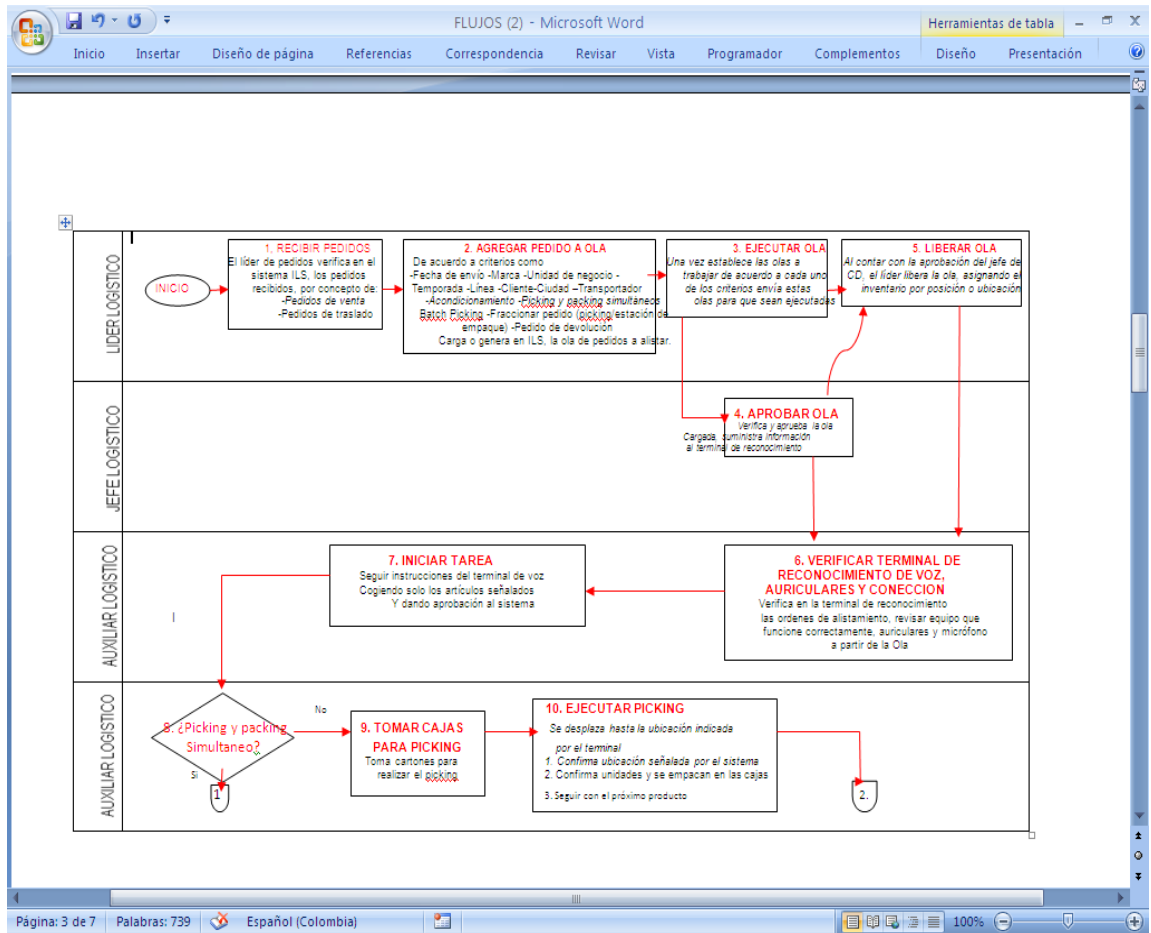 FLUJOS (2) - Microsoft Word
Herramientas de tabla
Inicio Insertar Diseño de página Referencias Correspondencia Revisar Vista Programador Complementos Diseño Presentación
LIDER LOGISTICO
INICIO
1. RECIBIR PEDIDOS
El líder de pedidos verifica en el
sistema ILS, los pedidos
recibidos, por concepto de:
-Pedidos de venta
-Pedidos de traslado
2. AGREGAR PEDIDO A OLA
De acuerdo a criterios como
-Fecha de envío -Marca -Unidad de negocio -
Temporada -Línea -Cliente-Ciudad –Transportador
-Acondicionamiento -Picking y packing simultáneos
Batch Picking -Fraccionar pedido (picking/estación de
empaque) -Pedido de devolución
Carga o genera en ILS, la ola de pedidos a alistar.
3. EJECUTAR OLA
Una vez establece las olas a
trabajar de acuerdo a cada uno
de los criterios envía estas
olas para que sean ejecutadas
5. LIBERAR OLA
Al contar con la aprobación del jefe de
CD, el líder libera la ola, asignando el
inventario por posición o ubicación
JEFE LOGISTICO
4. APROBAR OLA
Verifica y aprueba la ola
Cargada, suministra información
al terminal de reconocimiento
AUXILIAR LOGISTICO
7. INICIAR TAREA
Seguir instrucciones del terminal de voz
Cogiendo solo los artículos señalados
Y dando aprobación al sistema
6. VERIFICAR TERMINAL DE
RECONOCIMIENTO DE VOZ,
AURICULARES Y CONECCION
Verifica en la terminal de reconocimiento
las ordenes de alistamiento, revisar equipo que
funcione correctamente, auriculares y micrófono
a partir de la Ola
AUXILIAR LOGISTICO
8. ¿Picking y packing
Simultaneo?
No
Si
1
9. TOMAR CAJAS
PARA PICKING
Toma cartones para
realizar el picking
10. EJECUTAR PICKING
Se desplaza hasta la ubicación indicada
por el terminal
1. Confirma ubicación señalada por el sistema
2. Confirma unidades y se empacan en las cajas
3. Seguir con el próximo producto
2.
Página: 3 de 7 Palabras: 739 Español (Colombia) 100%